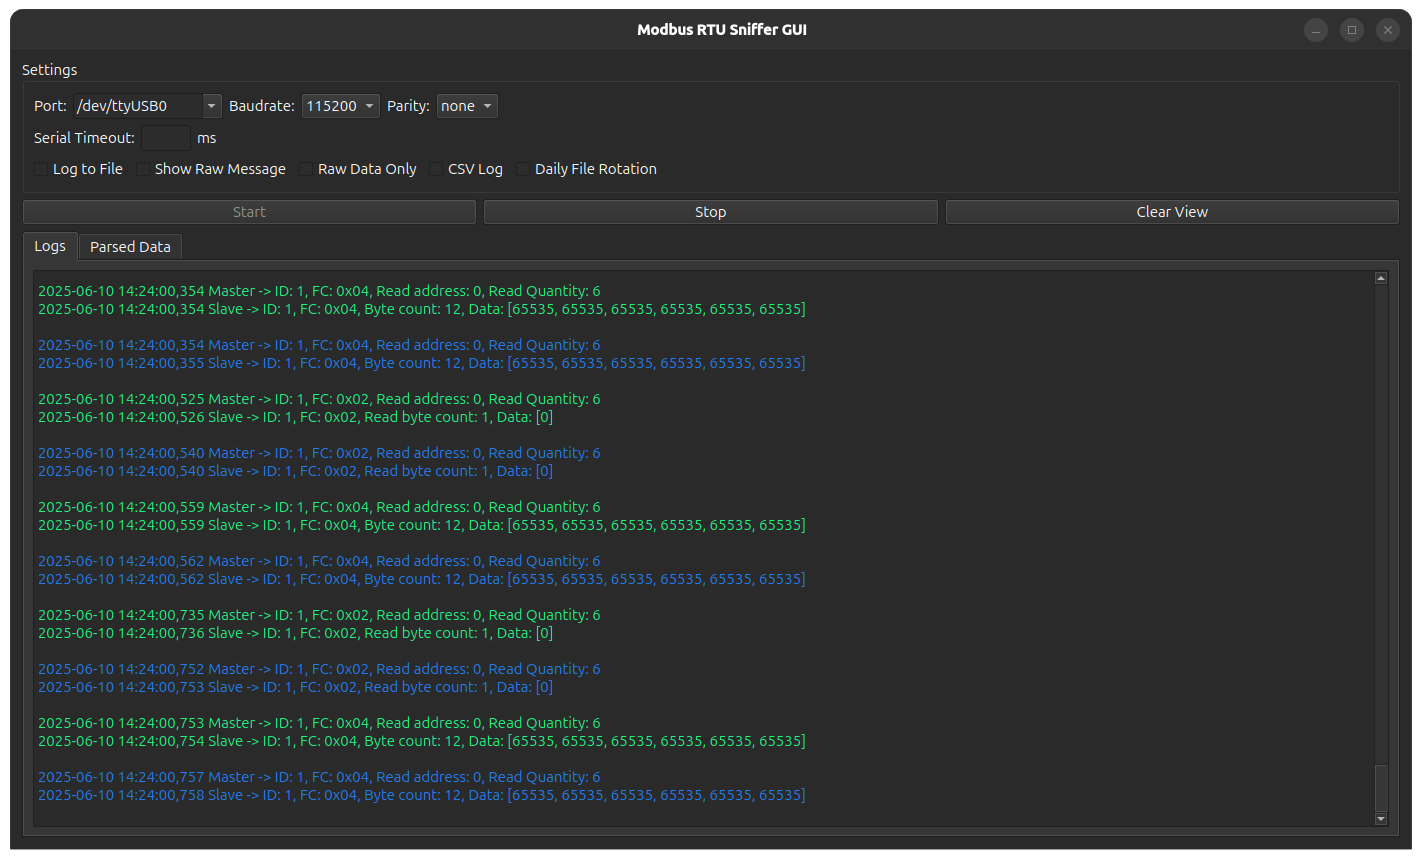 Modbus RTU Sniffer GUI
Settings
Port: /dev/ttyUSB0 Baudrate: 115200 Parity: none
Serial Timeout: ms
Log to File Show Raw Message Raw Data Only CSV Log Daily File Rotation
Start Stop Clear View
Logs Parsed Data
2025-06-10 14:24:00,354 Master -> ID: 1, FC: 0x04, Read address: 0, Read Quantity: 6
2025-06-10 14:24:00,354 Slave -> ID: 1, FC: 0x04, Byte count: 12, Data: [65535, 65535, 65535, 65535, 65535, 65535]
2025-06-10 14:24:00,354 Master -> ID: 1, FC: 0x04, Read address: 0, Read Quantity: 6
2025-06-10 14:24:00,355 Slave -> ID: 1, FC: 0x04, Byte count: 12, Data: [65535, 65535, 65535, 65535, 65535, 65535]
2025-06-10 14:24:00,525 Master -> ID: 1, FC: 0x02, Read address: 0, Read Quantity: 6
2025-06-10 14:24:00,526 Slave -> ID: 1, FC: 0x02, Read byte count: 1, Data: [0]
2025-06-10 14:24:00,540 Master -> ID: 1, FC: 0x02, Read address: 0, Read Quantity: 6
2025-06-10 14:24:00,540 Slave -> ID: 1, FC: 0x02, Read byte count: 1, Data: [0]
2025-06-10 14:24:00,559 Master -> ID: 1, FC: 0x04, Read address: 0, Read Quantity: 6
2025-06-10 14:24:00,559 Slave -> ID: 1, FC: 0x04, Byte count: 12, Data: [65535, 65535, 65535, 65535, 65535, 65535]
2025-06-10 14:24:00,562 Master -> ID: 1, FC: 0x04, Read address: 0, Read Quantity: 6
2025-06-10 14:24:00,562 Slave -> ID: 1, FC: 0x04, Byte count: 12, Data: [65535, 65535, 65535, 65535, 65535, 65535]
2025-06-10 14:24:00,735 Master -> ID: 1, FC: 0x02, Read address: 0, Read Quantity: 6
2025-06-10 14:24:00,736 Slave -> ID: 1, FC: 0x02, Read byte count: 1, Data: [0]
2025-06-10 14:24:00,752 Master -> ID: 1, FC: 0x02, Read address: 0, Read Quantity: 6
2025-06-10 14:24:00,753 Slave -> ID: 1, FC: 0x02, Read byte count: 1, Data: [0]
2025-06-10 14:24:00,753 Master -> ID: 1, FC: 0x04, Read address: 0, Read Quantity: 6
2025-06-10 14:24:00,754 Slave -> ID: 1, FC: 0x04, Byte count: 12, Data: [65535, 65535, 65535, 65535, 65535, 65535]
2025-06-10 14:24:00,757 Master -> ID: 1, FC: 0x04, Read address: 0, Read Quantity: 6
2025-06-10 14:24:00,758 Slave -> ID: 1, FC: 0x04, Byte count: 12, Data: [65535, 65535, 65535, 65535, 65535, 65535]